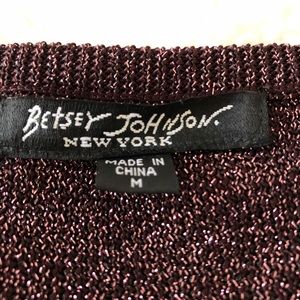 BETSEY JOHNSON.
NEW YORK
MADE IN
CHINA
M